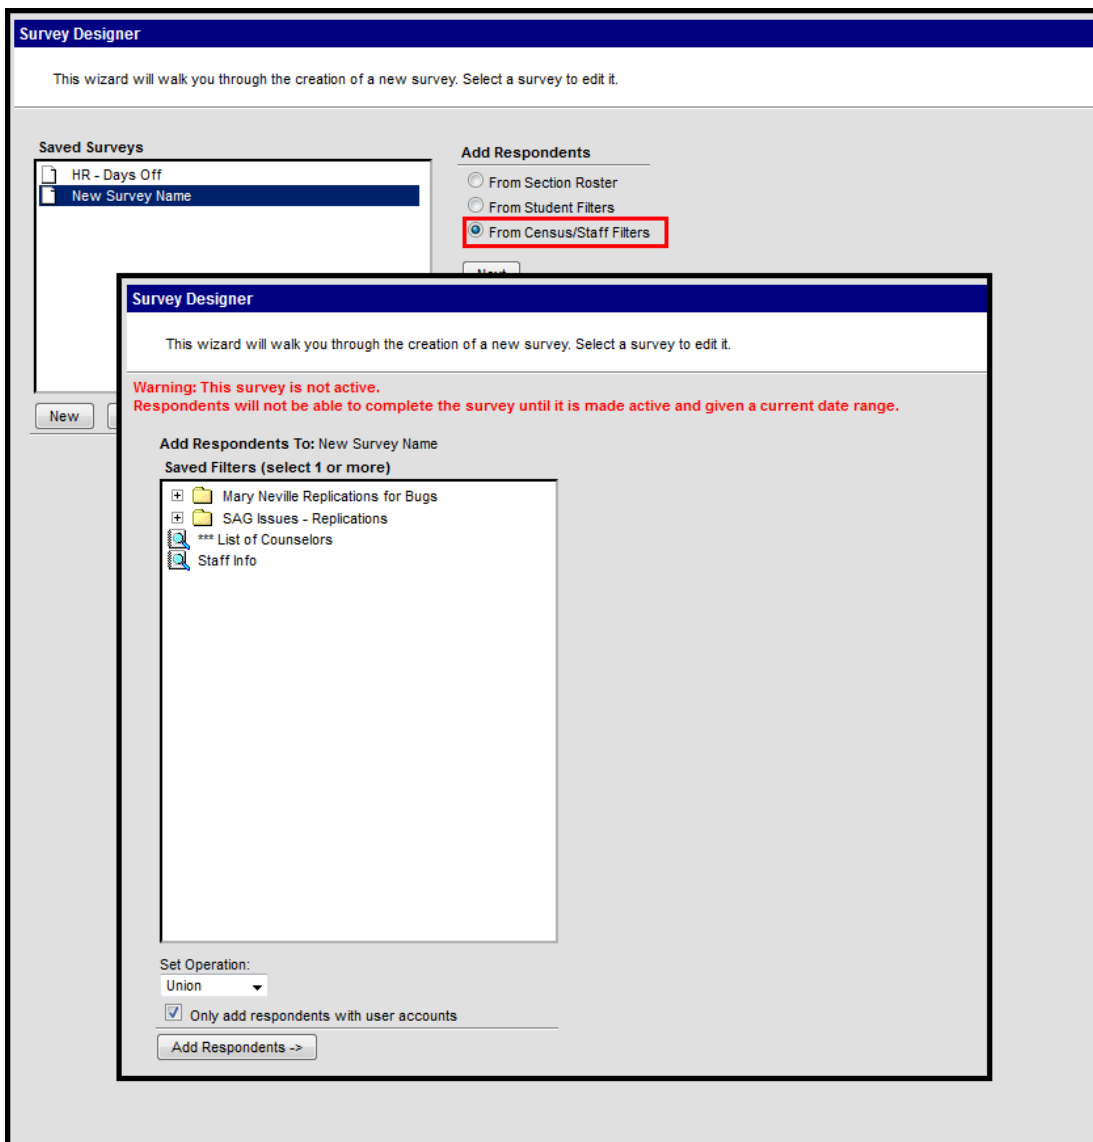 Survey Designer
This wizard will walk you through the creation of a new survey. Select a survey to edit it.
Saved Surveys
HR - Days Off
New Survey Name
Add Respondents
From Section Roster
From Student Filters
From Census/Staff Filters
New
Survey Designer
This wizard will walk you through the creation of a new survey. Select a survey to edit it.
Warning: This survey is not active.
Respondents will not be able to complete the survey until it is made active and given a current date range.
Add Respondents To: New Survey Name
Saved Filters (select 1 or more)
Mary Neville Replications for Bugs
SAG Issues - Replications
*** List of Counselors
Staff Info
Set Operation:
Union
Only add respondents with user accounts
Add Respondents ->